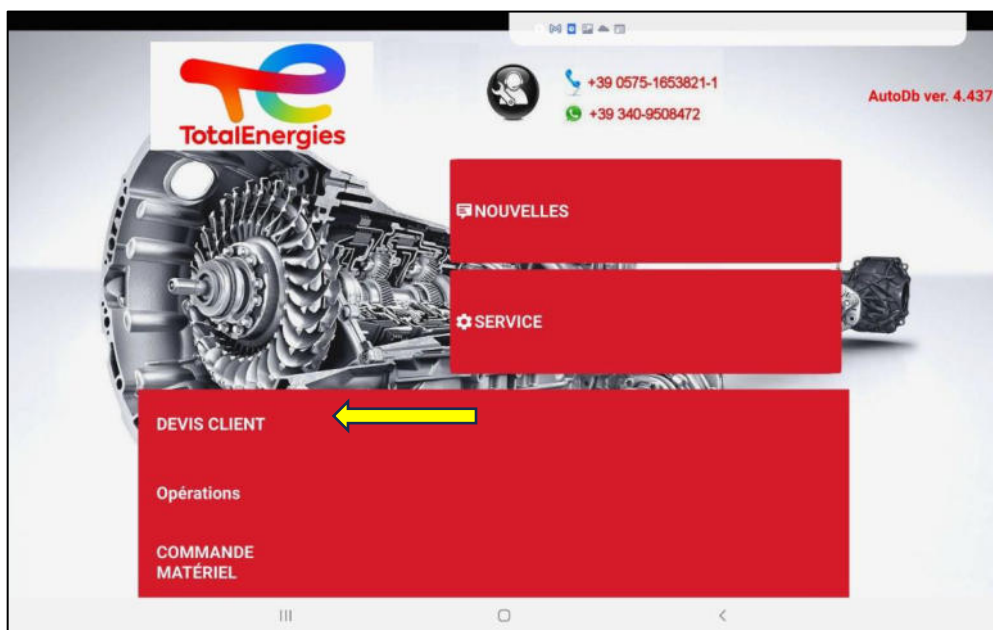 TotalEnergies
+39 0575-1653821-1
+39 340-9508472
AutoDb ver. 4.437
NOUVELLES
SERVICE
DEVIS CLIENT
Opérations
COMMANDE
MATÉRIEL